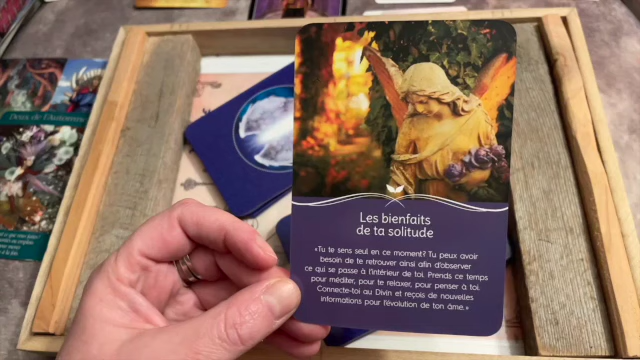 Les bienfaits
de ta solitude
«Tu te sens seul en ce moment? Tu peux avoir
besoin de te retrouver ainsi afin d'observer
ce qui se passe à l'intérieur de toi. Prends ce temps
pour méditer, pour te relaxer, pour penser à toi.
Connecte-toi au Divin et reçois de nouvelles
informations pour l'évolution de ton âme.»
Deux de l'Automne